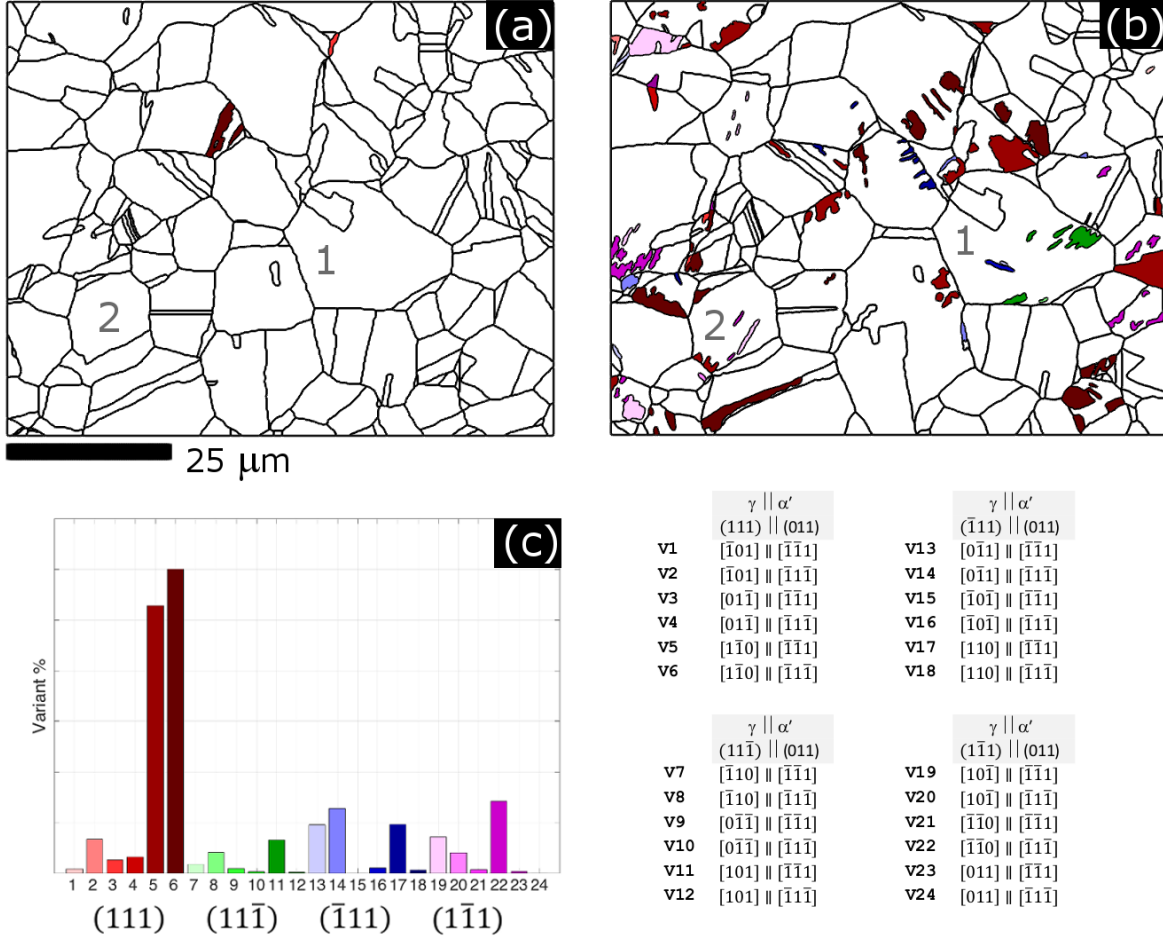 (a)
(b)
1
2
1
2
25 μm
(c)
Variant %
1 2 3 4 5 6 7 8 9 10 11 12 13 14 15 16 17 18 19 20 21 22 23 24
(111) (111̅) (1̅11) (11̅1)
γ || α′
(111) || (011)
V1 [1̅01] ∥ [1̅1̅1]
V2 [1̅01] ∥ [1̅11̅]
V3 [011̅] ∥ [1̅1̅1]
V4 [011̅] ∥ [1̅11̅]
V5 [11̅0] ∥ [1̅1̅1]
V6 [11̅0] ∥ [1̅11̅]
γ || α′
(1̅11) || (011)
V13 [01̅1] ∥ [1̅1̅1]
V14 [01̅1] ∥ [1̅11̅]
V15 [1̅01̅] ∥ [1̅1̅1]
V16 [1̅01̅] ∥ [1̅11̅]
V17 [110] ∥ [1̅1̅1]
V18 [110] ∥ [1̅11̅]
γ || α′
(111̅) || (011)
V7 [1̅10] ∥ [1̅1̅1]
V8 [1̅10] ∥ [1̅11̅]
V9 [01̅1̅] ∥ [1̅1̅1]
V10 [01̅1̅] ∥ [1̅11̅]
V11 [101] ∥ [1̅1̅1]
V12 [101] ∥ [1̅11̅]
γ || α′
(11̅1) || (011)
V19 [101̅] ∥ [1̅1̅1]
V20 [101̅] ∥ [1̅11̅]
V21 [1̅1̅0] ∥ [1̅1̅1]
V22 [1̅1̅0] ∥ [1̅11̅]
V23 [011] ∥ [1̅1̅1]
V24 [011] ∥ [1̅11̅]